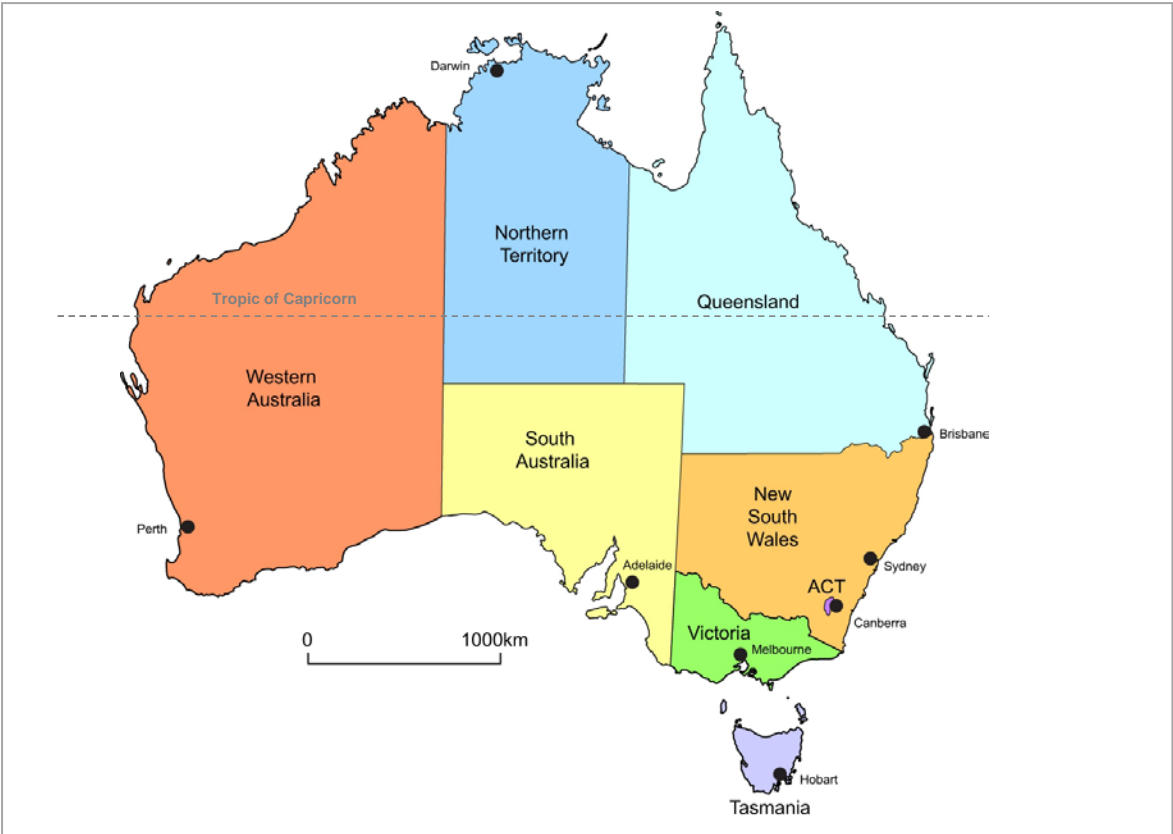 Darwin
Northern
Territory
Tropic of Capricorn
Queensland
Western
Australia
South
Australia
Brisbane
New
South
Wales
Perth
Adelaide
Sydney
ACT
Canberra
0 1000km
Victoria
Melbourne
Hobart
Tasmania